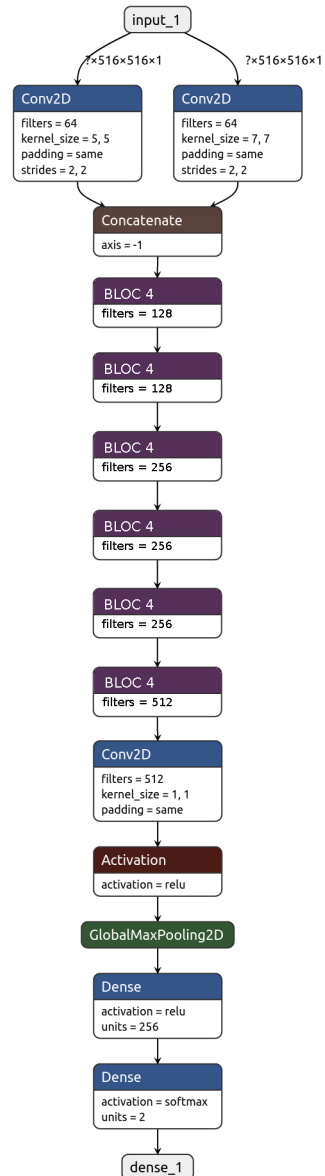 input_1
?×516×516×1
?×516×516×1
Conv2D
filters = 64
kernel_size = 5, 5
padding = same
strides = 2, 2
Conv2D
filters = 64
kernel_size = 7, 7
padding = same
strides = 2, 2
Concatenate
axis = -1
BLOC 4
filters = 128
BLOC 4
filters = 128
BLOC 4
filters = 256
BLOC 4
filters = 256
BLOC 4
filters = 256
BLOC 4
filters = 512
Conv2D
filters = 512
kernel_size = 1, 1
padding = same
Activation
activation = relu
GlobalMaxPooling2D
Dense
activation = relu
units = 256
Dense
activation = softmax
units = 2
dense_1